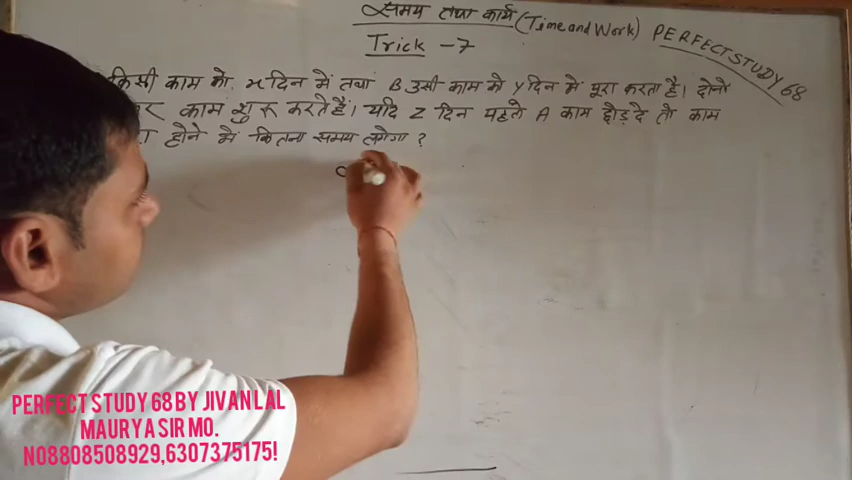 समय तथा कार्य (Time and Work) PERFECT STUDY 68
Trick - 7
किसी काम को x दिन में तथा B उसी काम को y दिन में पूरा करता है। दोनो
काम शुरू करते हैं। यदि Z दिन पहले A काम छोड़ दे तो काम
होने में कितना समय लगेगा ?
PERFECT STUDY 68 BY JIVAN LAL
MAURYA SIR MO.
NO8808508929,6307375175!